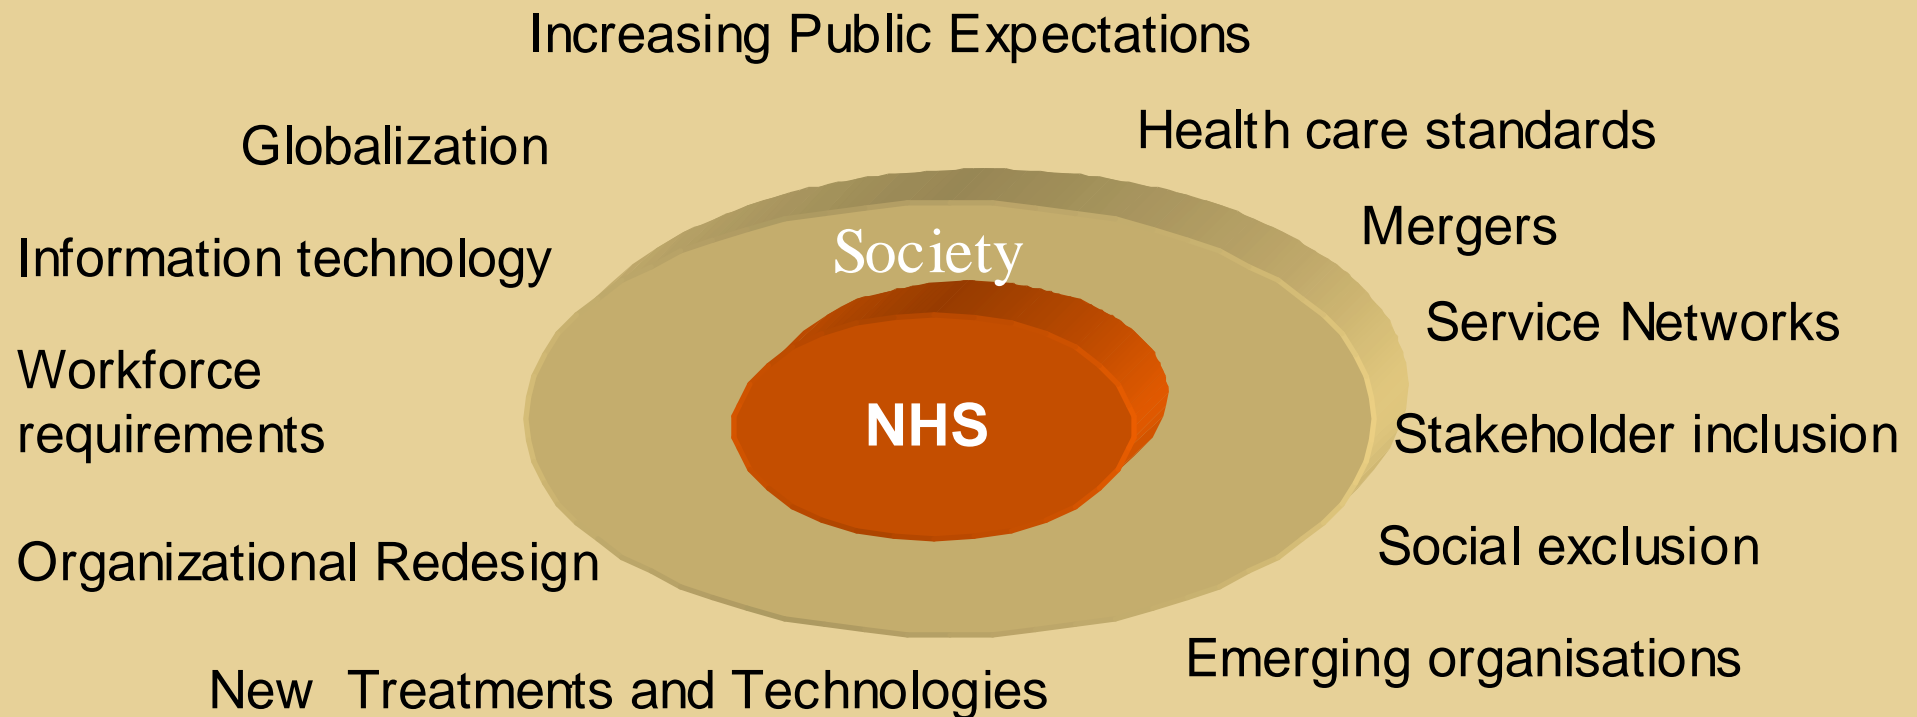 Increasing Public Expectations
Globalization
Health care standards
Mergers
Information technology
Society
Service Networks
Workforce
requirements
NHS
Stakeholder inclusion
Organizational Redesign
Social exclusion
Emerging organisations
New Treatments and Technologies